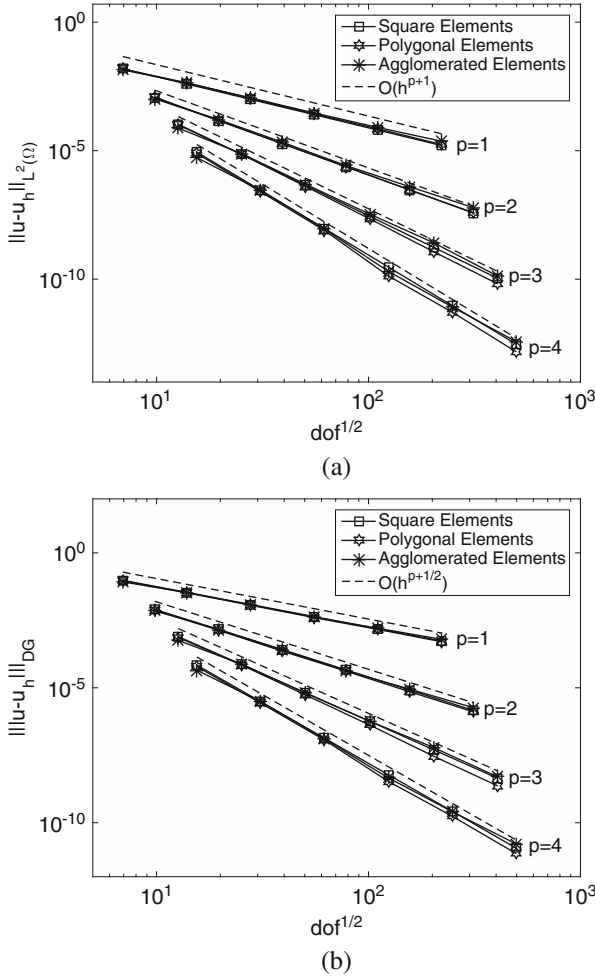 10^0
10^-5
10^-10
||u-u_h||_L^2(Ω)
Square Elements
Polygonal Elements
Agglomerated Elements
O(h^p+1)
p=1
p=2
p=3
p=4
10^1
10^2
10^3
dof^1/2
(a)
10^0
10^-5
10^-10
|||u-u_h|||_DG
Square Elements
Polygonal Elements
Agglomerated Elements
O(h^p+1/2)
p=1
p=2
p=3
p=4
10^1
10^2
10^3
dof^1/2
(b)